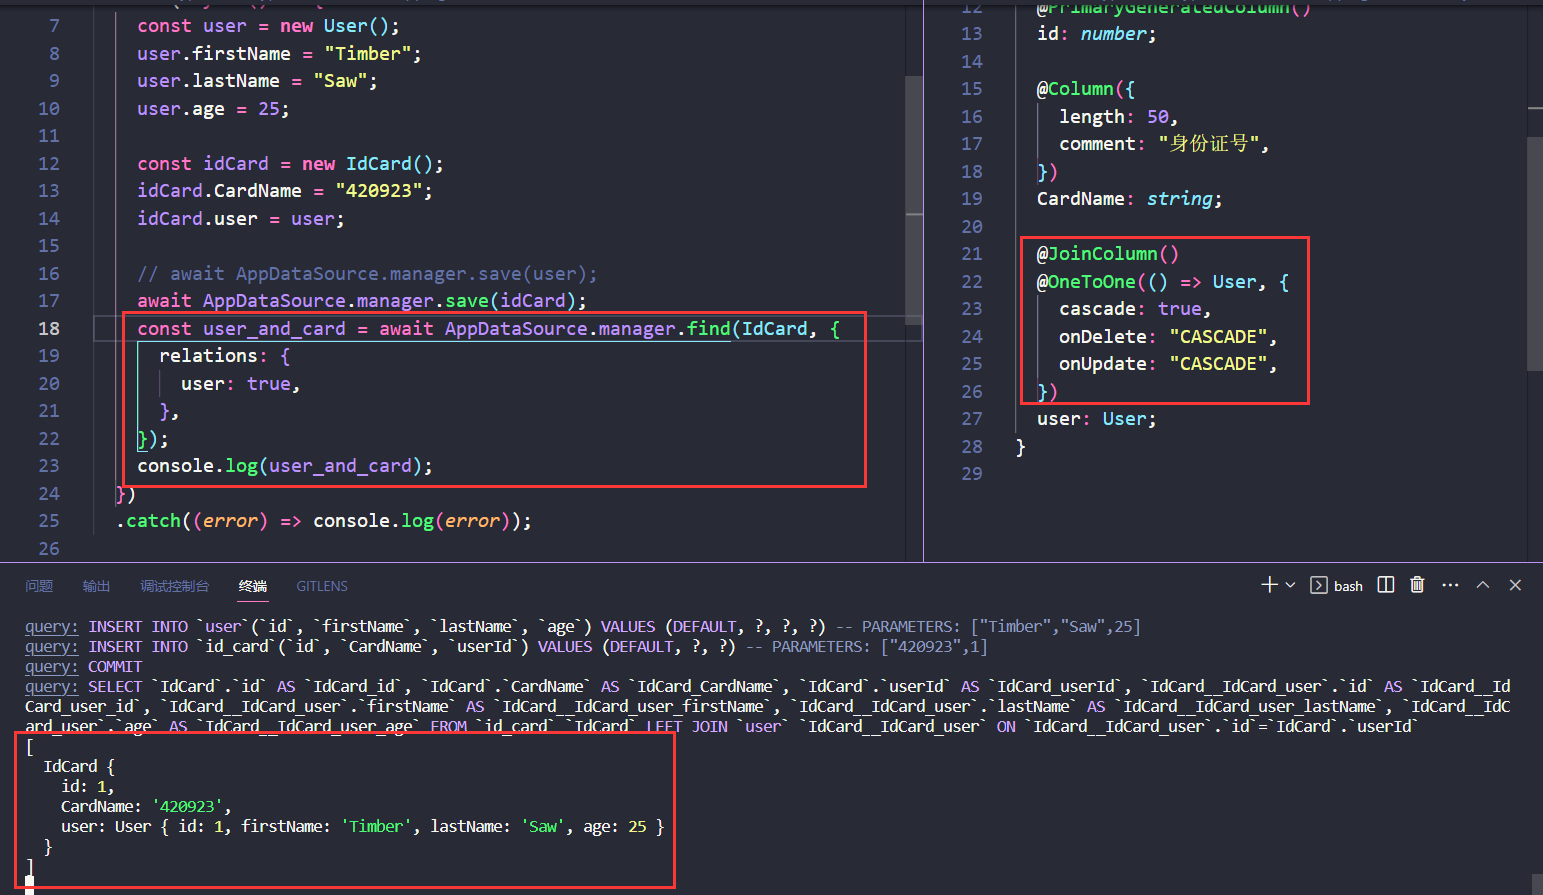 7 const user = new User();
8 user.firstName = "Timber";
9 user.lastName = "Saw";
10 user.age = 25;
11
12 const idCard = new IdCard();
13 idCard.CardName = "420923";
14 idCard.user = user;
15
16 // await AppDataSource.manager.save(user);
17 await AppDataSource.manager.save(idCard);
18 const user_and_card = await AppDataSource.manager.find(IdCard, {
19 relations: {
20 user: true,
21 },
22 });
23 console.log(user_and_card);
24 })
25 .catch((error) => console.log(error));
26
12 @PrimaryGeneratedColumn()
13 id: number;
14
15 @Column({
16 length: 50,
17 comment: "身份证号",
18 })
19 CardName: string;
20
21 @JoinColumn()
22 @OneToOne(() => User, {
23 cascade: true,
24 onDelete: "CASCADE",
25 onUpdate: "CASCADE",
26 })
27 user: User;
28 }
29
问题 输出 调试控制台 终端 GITLENS bash
query: INSERT INTO `user`(`id`, `firstName`, `lastName`, `age`) VALUES (DEFAULT, ?, ?, ?) -- PARAMETERS: ["Timber","Saw",25]
query: INSERT INTO `id_card`(`id`, `CardName`, `userId`) VALUES (DEFAULT, ?, ?) -- PARAMETERS: ["420923",1]
query: COMMIT
query: SELECT `IdCard`.`id` AS `IdCard_id`, `IdCard`.`CardName` AS `IdCard_CardName`, `IdCard`.`userId` AS `IdCard_userId`, `IdCard__IdCard_user`.`id` AS `IdCard__Id
Card_user_id`, `IdCard__IdCard_user`.`firstName` AS `IdCard__IdCard_user_firstName`, `IdCard__IdCard_user`.`lastName` AS `IdCard__IdCard_user_lastName`, `IdCard__IdC
ard_user`.`age` AS `IdCard__IdCard_user_age` FROM `id_card` `IdCard` LEFT JOIN `user` `IdCard__IdCard_user` ON `IdCard__IdCard_user`.`id`=`IdCard`.`userId`
[
IdCard {
id: 1,
CardName: '420923',
user: User { id: 1, firstName: 'Timber', lastName: 'Saw', age: 25 }
}
]